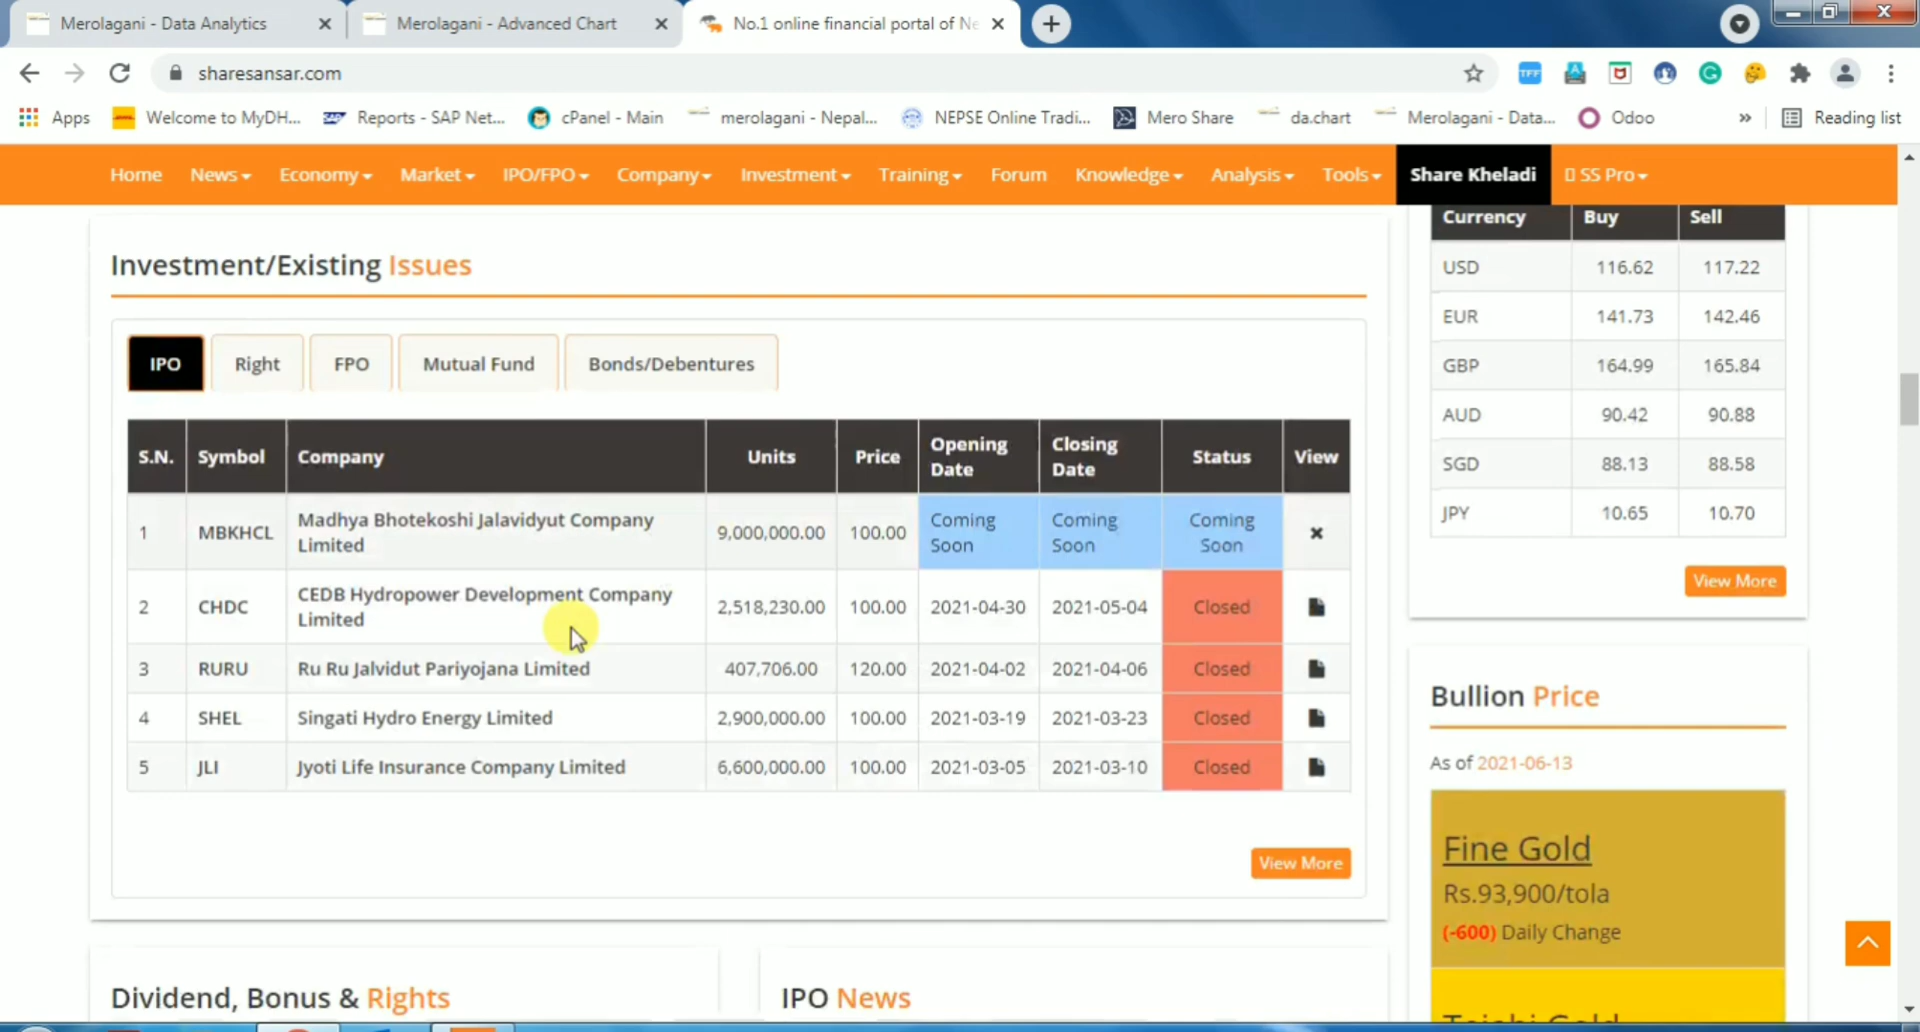 Merolagani - Data Analytics
Merolagani - Advanced Chart
No.1 online financial portal of Ne
sharesansar.com
Apps
Welcome to MyDH...
Reports - SAP Net...
cPanel - Main
merolagani - Nepal...
NEPSE Online Tradi...
Mero Share
da.chart
Merolagani - Data...
Odoo
»
Reading list
Home
News
Economy
Market
IPO/FPO
Company
Investment
Training
Forum
Knowledge
Analysis
Tools
Share Kheladi
SS Pro
Investment/Existing Issues
IPO
Right
FPO
Mutual Fund
Bonds/Debentures
S.N. Symbol Company Units Price Opening Date Closing Date Status View
1 MBKHCL Madhya Bhotekoshi Jalavidyut Company Limited 9,000,000.00 100.00 Coming Soon Coming Soon Coming Soon
2 CHDC CEDB Hydropower Development Company Limited 2,518,230.00 100.00 2021-04-30 2021-05-04 Closed
3 RURU Ru Ru Jalvidut Pariyojana Limited 407,706.00 120.00 2021-04-02 2021-04-06 Closed
4 SHEL Singati Hydro Energy Limited 2,900,000.00 100.00 2021-03-19 2021-03-23 Closed
5 JLI Jyoti Life Insurance Company Limited 6,600,000.00 100.00 2021-03-05 2021-03-10 Closed
View More
Dividend, Bonus & Rights
IPO News
Currency Buy Sell
USD 116.62 117.22
EUR 141.73 142.46
GBP 164.99 165.84
AUD 90.42 90.88
SGD 88.13 88.58
JPY 10.65 10.70
View More
Bullion Price
As of 2021-06-13
Fine Gold
Rs.93,900/tola
(-600) Daily Change